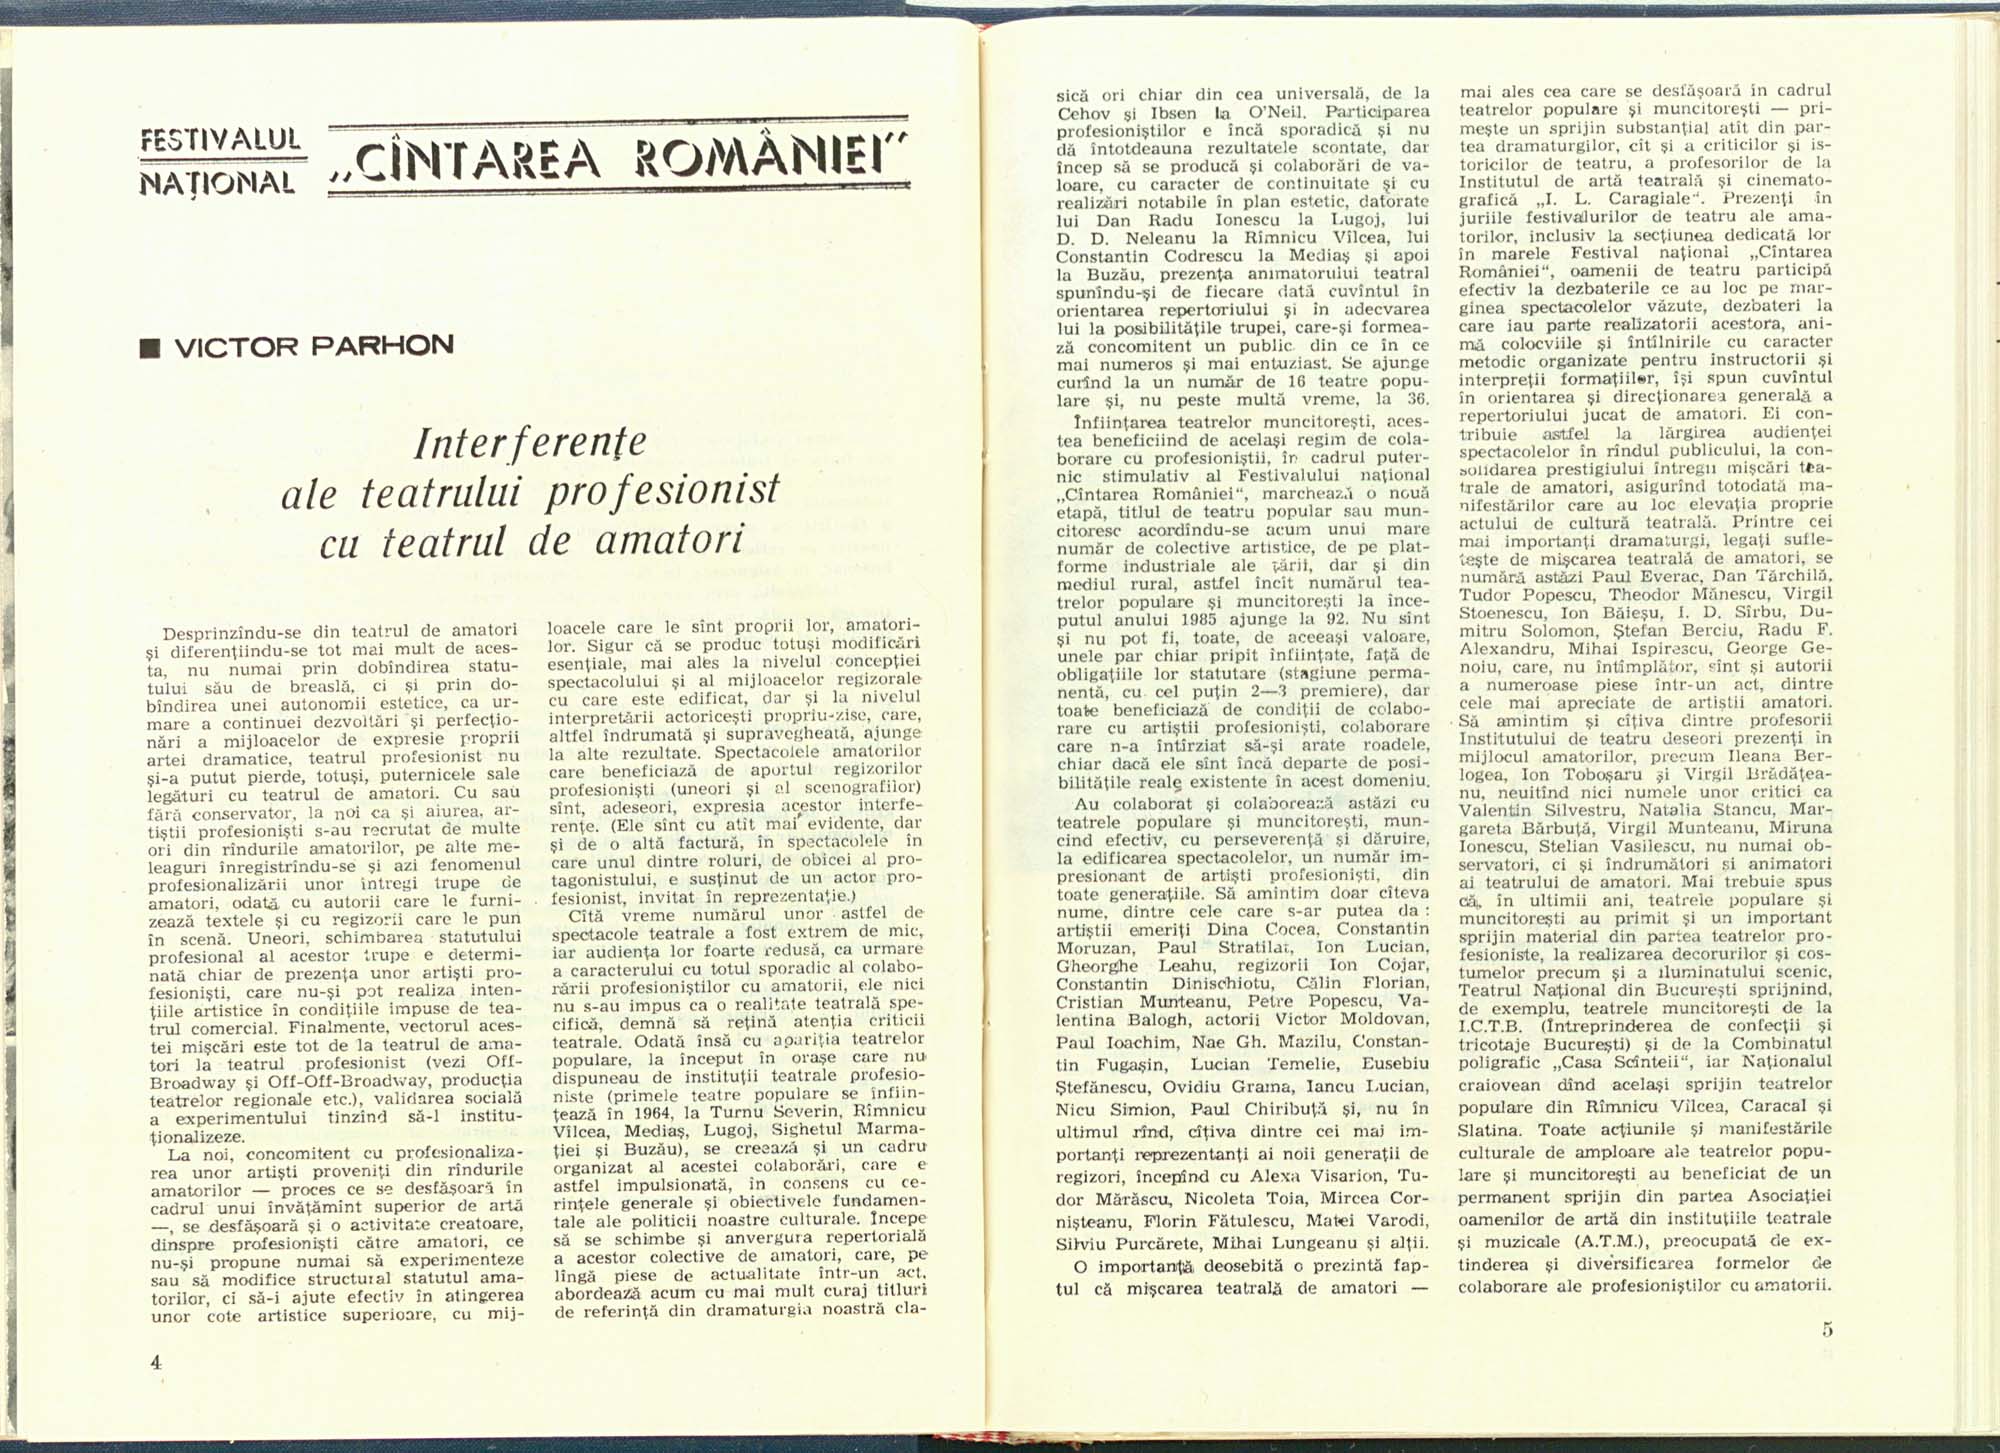 FESTIVALUL
NAȚIONAL
„CÎNTAREA ROMÂNIEI"
■ VICTOR PARHON
Interferențe
ale teatrului profesionist
cu teatrul de amatori
Desprinzîndu-se din teatrul de amatori
și diferențiindu-se tot mai mult de aces-
ta, nu numai prin dobîndirea statu-
tului său de breaslă, ci și prin do-
bîndirea unei autonomii estetice, ca ur-
mare a continuei dezvoltări și perfecțio-
nări a mijloacelor de expresie proprii
artei dramatice, teatrul profesionist nu
și-a putut pierde, totuși, puternicele sale
legături cu teatrul de amatori. Cu sau
fără conservator, la noi ca și aiurea, ar-
tiștii profesioniști s-au recrutat de multe
ori din rîndurile amatorilor, pe alte me-
leaguri înregistrîndu-se și azi fenomenul
profesionalizării unor întregi trupe de
amatori, odată cu autorii care le furni-
zează textele și cu regizorii care le pun
în scenă. Uneori, schimbarea statutului
profesional al acestor trupe e determi-
nată chiar de prezența unor artiști pro-
fesioniști, care nu-și pot realiza inten-
țiile artistice în condițiile impuse de tea-
trul comercial. Finalmente, vectorul aces-
tei mișcări este tot de la teatrul de ama-
tori la teatrul profesionist (vezi Off-
Broadway și Off-Off-Broadway, producția
teatrelor regionale etc.), validarea socială
a experimentului tinzînd să-l institu-
ționalizeze.
La noi, concomitent cu profesionaliza-
rea unor artiști proveniți din rîndurile
amatorilor — proces ce se desfășoară în
cadrul unui învățămînt superior de artă
—, se desfășoară și o activitate creatoare,
dinspre profesioniști către amatori, ce
nu-și propune numai să experimenteze
sau să modifice structural statutul ama-
torilor, ci să-i ajute efectiv în atingerea
unor cote artistice superioare, cu mij-
loacele care le sînt proprii lor, amatori-
lor. Sigur că se produc totuși modificări
esențiale, mai ales la nivelul concepției
spectacolului și al mijloacelor regizorale
cu care este edificat, dar și la nivelul
interpretării actoricești propriu-zise, care,
altfel îndrumată și supravegheată, ajunge
la alte rezultate. Spectacolele amatorilor
care beneficiază de aportul regizorilor
profesioniști (uneori și al scenografilor)
sînt, adeseori, expresia acestor interfe-
rențe. (Ele sînt cu atît mai evidente, dar
și de o altă factură, în spectacolele în
care unul dintre roluri, de obicei al pro-
tagonistului, e susținut de un actor pro-
fesionist, invitat în reprezentație.)
Cîtă vreme numărul unor astfel de
spectacole teatrale a fost extrem de mic,
iar audiența lor foarte redusă, ca urmare
a caracterului cu totul sporadic al colabo-
rării profesioniștilor cu amatorii, ele nici
nu s-au impus ca o realitate teatrală spe-
cifică, demnă să rețină atenția criticii
teatrale. Odată însă cu apariția teatrelor
populare, la început în orașe care nu
dispuneau de instituții teatrale profesio-
niste (primele teatre populare se înființ-
țează în 1964, la Turnu Severin, Rîmnicu
Vîlcea, Mediaș, Lugoj, Sighetul Marma-
ției și Buzău), se creează și un cadru
organizat al acestei colaborări, care e
astfel impulsionată, în consens cu ce-
rințele generale și obiectivele fundamen-
tale ale politicii noastre culturale. Începe
să se schimbe și anvergura repertorială
a acestor colective de amatori, care, pe
lîngă piese de actualitate într-un act,
abordează acum cu mai mult curaj titluri
de referință din dramaturgia noastră cla-
4
sică ori chiar din cea universală, de la
Cehov și Ibsen la O'Neil. Participarea
profesioniștilor e încă sporadică și nu
dă întotdeauna rezultatele scontate, dar
încep să se producă și colaborări de va-
loare, cu caracter de continuitate și cu
realizări notabile în plan estetic, datorate
lui Dan Radu Ionescu la Lugoj, lui
D. D. Neleanu la Rîmnicu Vîlcea, lui
Constantin Codrescu la Mediaș și apoi
la Buzău, prezența animatorului teatral
spunîndu-și de fiecare dată cuvîntul în
orientarea repertoriului și în adecvarea
lui la posibilitățile trupei, care-și formea-
ză concomitent un public din ce în ce
mai numeros și mai entuziast. Se ajunge
curînd la un număr de 16 teatre popu-
lare și, nu peste multă vreme, la 36.
Înființarea teatrelor muncitorești, aces-
tea beneficiind de același regim de cola-
borare cu profesioniștii, în cadrul puter-
nic stimulativ al Festivalului național
„Cîntarea României", marchează o nouă
etapă, titlul de teatru popular sau mun-
citoresc acordîndu-se acum unui mare
număr de colective artistice, de pe plat-
forme industriale ale țării, dar și din
mediul rural, astfel încît numărul tea-
trelor populare și muncitorești la înce-
putul anului 1985 ajunge la 92. Nu sînt
și nu pot fi, toate, de aceeași valoare,
unele par chiar pripit înființate, față de
obligațiile lor statutare (stagiune perma-
nentă, cu cel puțin 2—3 premiere), dar
toate beneficiază de condiții de colabo-
rare cu artiștii profesioniști, colaborare
care n-a întîrziat să-și arate roadele,
chiar dacă ele sînt încă departe de posi-
bilitățile reale existente în acest domeniu.
Au colaborat și colaborează astăzi cu
teatrele populare și muncitorești, mun-
cind efectiv, cu perseverență și dăruire,
la edificarea spectacolelor, un număr im-
presionant de artiști profesioniști, din
toate generațiile. Să amintim doar cîteva
nume, dintre cele care s-ar putea da :
artiștii emeriți Dina Cocea, Constantin
Moruzan, Paul Stratilat, Ion Lucian,
Gheorghe Leahu, regizorii Ion Cojar,
Constantin Dinischiotu, Călin Florian,
Cristian Munteanu, Petre Popescu, Va-
lentina Balogh, actorii Victor Moldovan,
Paul Ioachim, Nae Gh. Mazilu, Constan-
tin Fugașin, Lucian Temelie, Eusebiu
Ștefănescu, Ovidiu Grama, Iancu Lucian,
Nicu Simion, Paul Chiribuță și, nu în
ultimul rînd, cîțiva dintre cei mai im-
portanți reprezentanți ai noii generații de
regizori, începînd cu Alexa Visarion, Tu-
dor Mărăscu, Nicoleta Toia, Mircea Cor-
nișteanu, Florin Fătulescu, Matei Varodi,
Silviu Purcărete, Mihai Lungeanu și alții.
O importanță deosebită o prezintă fap-
tul că mișcarea teatrală de amatori —
mai ales cea care se desfășoară în cadrul
teatrelor populare și muncitorești — pri-
mește un sprijin substanțial atît din par-
tea dramaturgilor, cît și a criticilor și is-
toricilor de teatru, a profesorilor de la
Institutul de artă teatrală și cinemato-
grafică „I. L. Caragiale". Prezenți în
juriile festivalurilor de teatru ale ama-
torilor, inclusiv la secțiunea dedicată lor
în marele Festival național „Cîntarea
României", oamenii de teatru participă
efectiv la dezbaterile ce au loc pe mar-
ginea spectacolelor văzute, dezbateri la
care iau parte realizatorii acestora, ani-
mă colocviile și întîlnirile cu caracter
metodic organizate pentru instructorii și
interpreții formațiilor, își spun cuvîntul
în orientarea și direcționarea generală a
repertoriului jucat de amatori. Ei con-
tribuie astfel la lărgirea audienței
spectacolelor în rîndul publicului, la con-
solidarea prestigiului întregii mișcări tea-
trale de amatori, asigurînd totodată ma-
nifestărilor care au loc elevația proprie
actului de cultură teatrală. Printre cei
mai importanți dramaturgi, legați sufle-
tește de mișcarea teatrală de amatori, se
numără astăzi Paul Everac, Dan Tărchilă,
Tudor Popescu, Theodor Mănescu, Virgil
Stoenescu, Ion Băieșu, I. D. Sîrbu, Du-
mitru Solomon, Ștefan Berciu, Radu F.
Alexandru, Mihai Ispirescu, George Ge-
noiu, care, nu întîmplător, sînt și autorii
a numeroase piese într-un act, dintre
cele mai apreciate de artiștii amatori.
Să amintim și cîțiva dintre profesorii
Institutului de teatru deseori prezenți în
mijlocul amatorilor, precum Ileana Ber-
logea, Ion Toboșaru și Virgil Brădățea-
nu, neuitînd nici numele unor critici ca
Valentin Silvestru, Natalia Stancu, Mar-
gareta Bărbuță, Virgil Munteanu, Miruna
Ionescu, Stelian Vasilescu, nu numai ob-
servatori, ci și îndrumători și animatori
ai teatrului de amatori. Mai trebuie spus
că, în ultimii ani, teatrele populare și
muncitorești au primit și un important
sprijin material din partea teatrelor pro-
fesioniste, la realizarea decorurilor și cos-
tumelor precum și a iluminatului scenic,
Teatrul Național din București sprijinind,
de exemplu, teatrele muncitorești de la
I.C.T.B. (Întreprinderea de confecții și
tricotaje București) și de la Combinatul
poligrafic „Casa Scînteii", iar Naționalul
craiovean dînd același sprijin teatrelor
populare din Rîmnicu Vîlcea, Caracal și
Slatina. Toate acțiunile și manifestările
culturale de amploare ale teatrelor popu-
lare și muncitorești au beneficiat de un
permanent sprijin din partea Asociației
oamenilor de artă din instituțiile teatrale
și muzicale (A.T.M.), preocupată de ex-
tinderea și diversificarea formelor de
colaborare ale profesioniștilor cu amatorii.
5